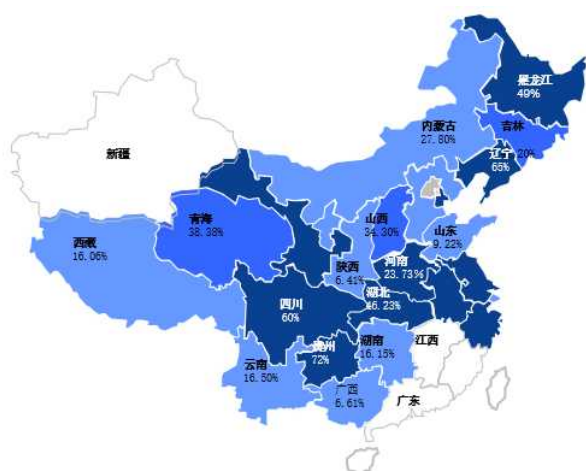 黑龙江
49%
内蒙古
27.80%
吉林
20%
辽宁
65%
新疆
青海
38.38%
山西
34.30%
山东
9.22%
西藏
16.06%
陕西
6.41%
河南
23.73%
湖北
46.23%
四川
60%
贵州
72%
湖南
16.15%
江西
云南
16.50%
广西
5.61%
广东